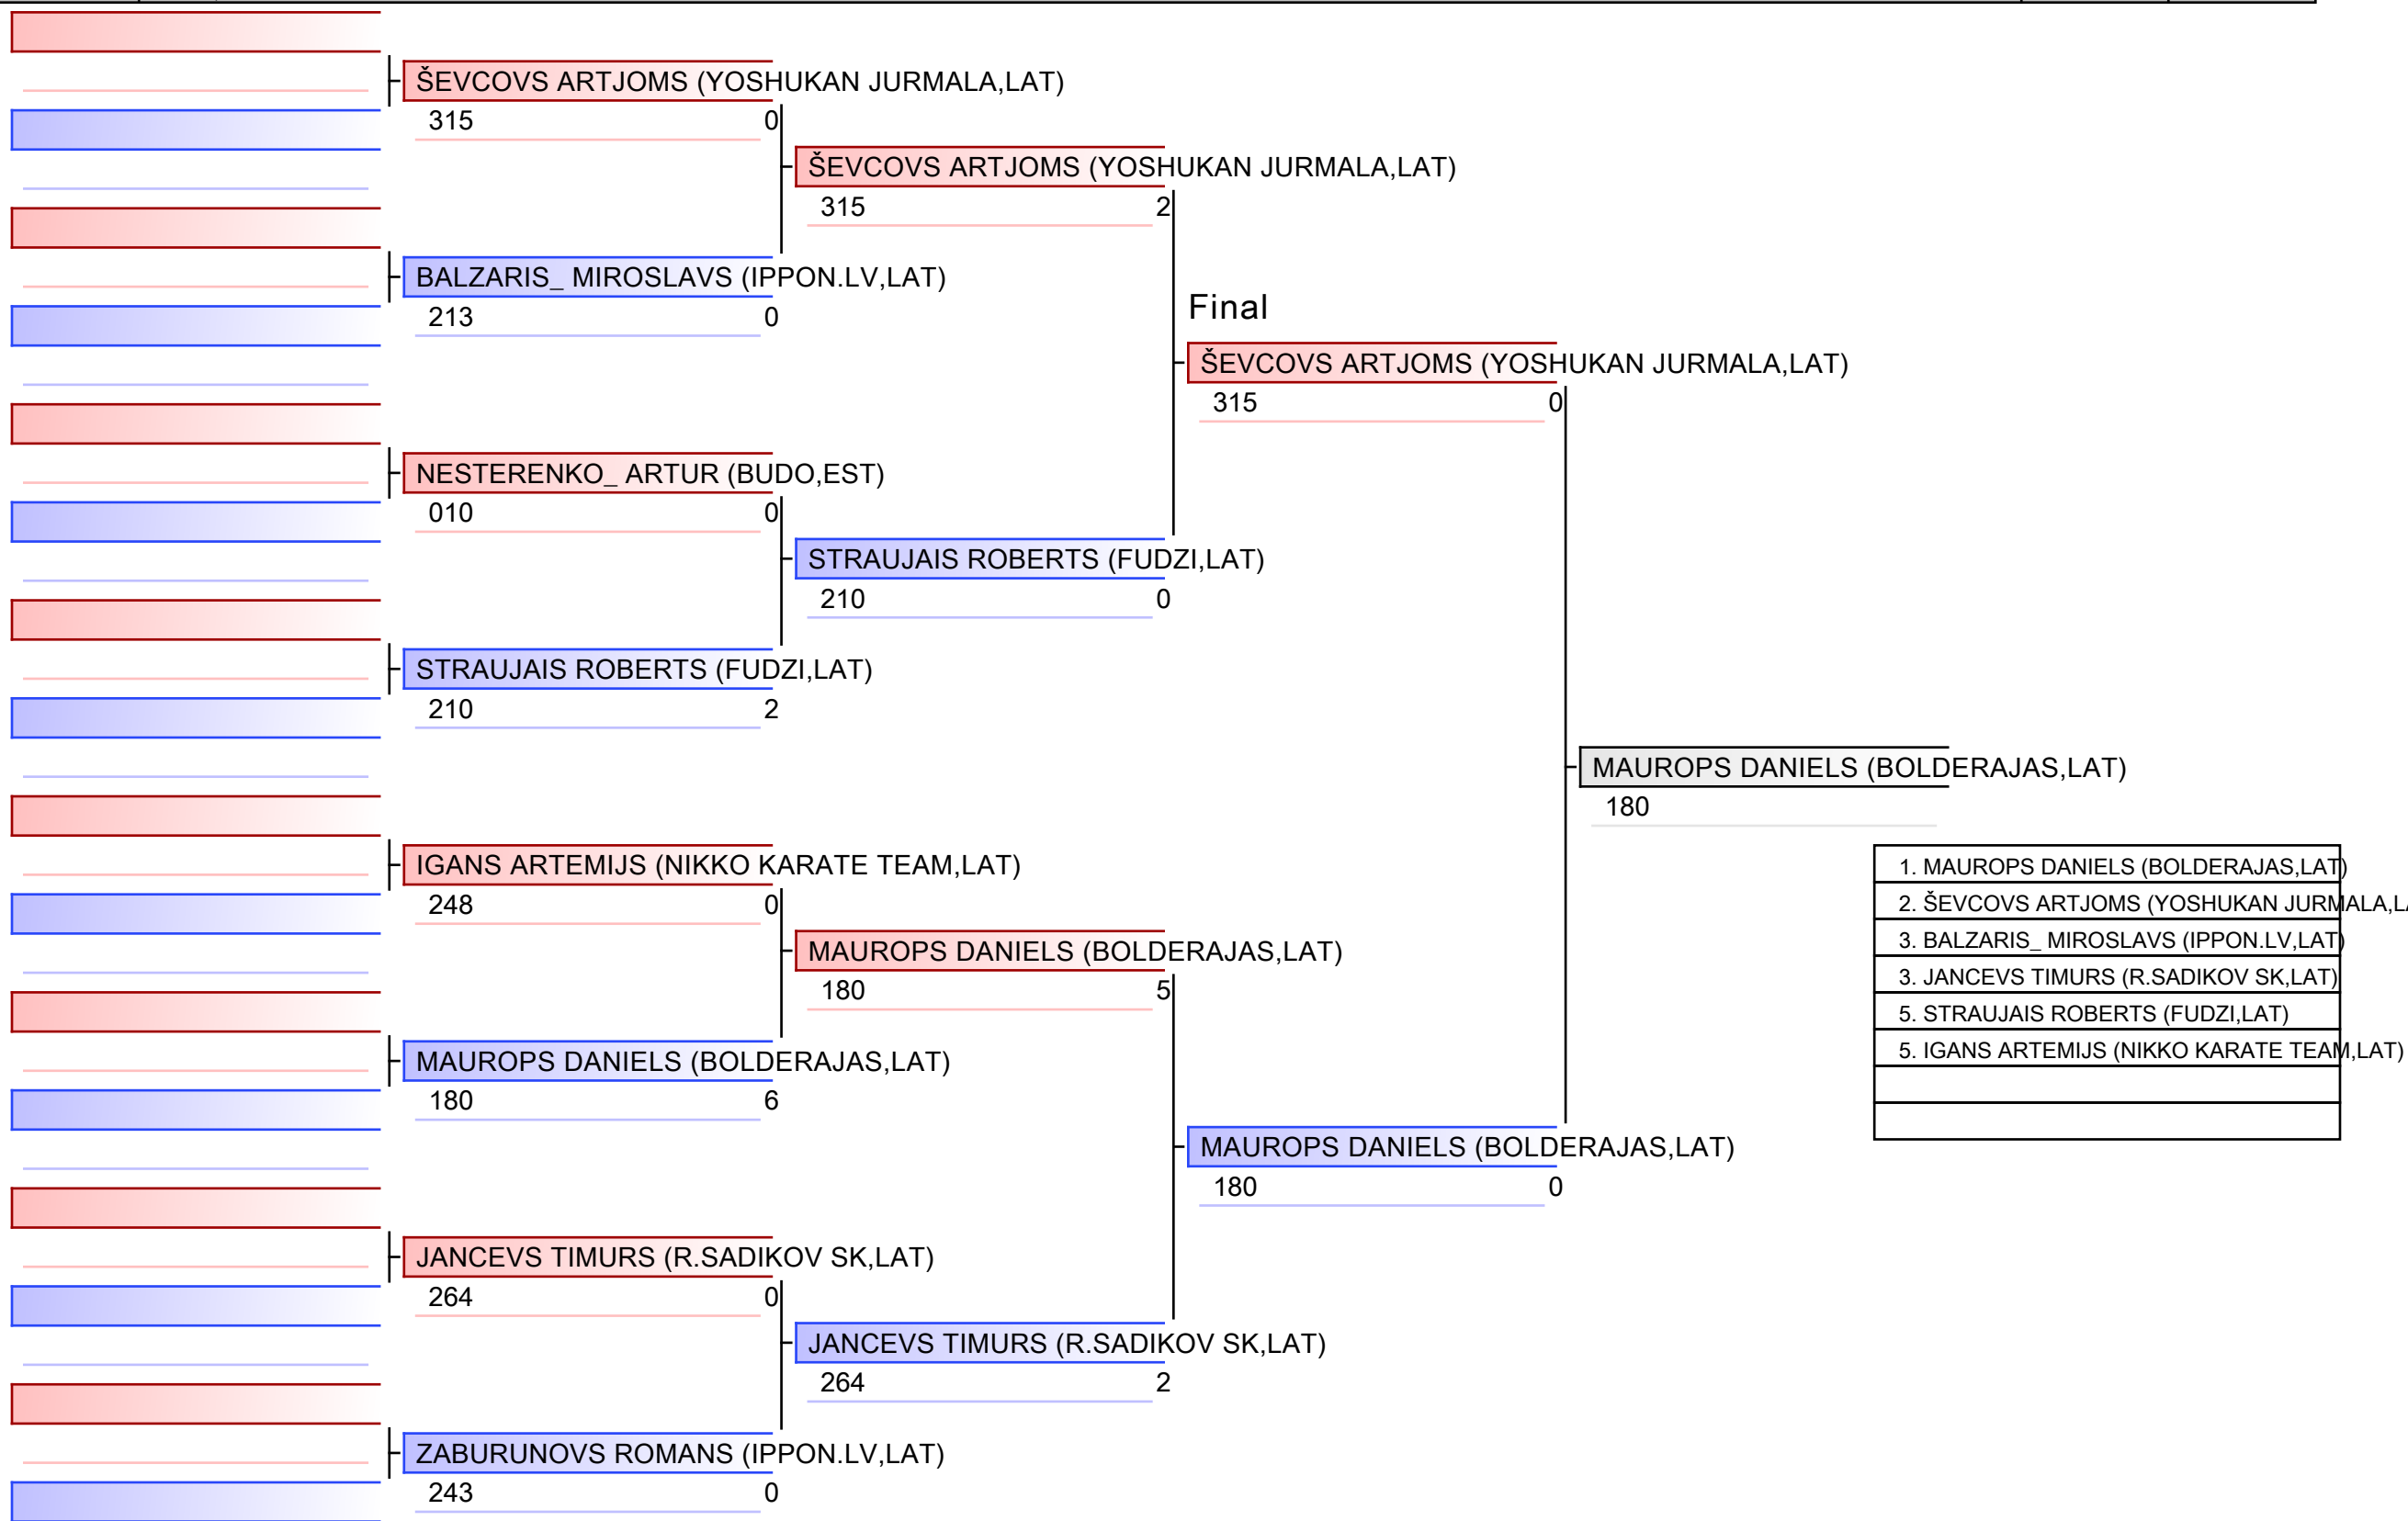 ŠEVCOVS ARTJOMS (YOSHUKAN JURMALA,LAT)
315 0
BALZARIS_ MIROSLAVS (IPPON.LV,LAT)
213 0
NESTERENKO_ ARTUR (BUDO,EST)
010 0
STRAUJAIS ROBERTS (FUDZI,LAT)
210 2
IGANS ARTEMIJS (NIKKO KARATE TEAM,LAT)
248 0
MAUROPS DANIELS (BOLDERAJAS,LAT)
180 6
JANCEVS TIMURS (R.SADIKOV SK,LAT)
264 0
ZABURUNOVS ROMANS (IPPON.LV,LAT)
243 0
ŠEVCOVS ARTJOMS (YOSHUKAN JURMALA,LAT)
315 2
STRAUJAIS ROBERTS (FUDZI,LAT)
210 0
MAUROPS DANIELS (BOLDERAJAS,LAT)
180 5
JANCEVS TIMURS (R.SADIKOV SK,LAT)
264 2
Final
ŠEVCOVS ARTJOMS (YOSHUKAN JURMALA,LAT)
315 0
MAUROPS DANIELS (BOLDERAJAS,LAT)
180 0
MAUROPS DANIELS (BOLDERAJAS,LAT)
180
1. MAUROPS DANIELS (BOLDERAJAS,LAT)
2. ŠEVCOVS ARTJOMS (YOSHUKAN JURMALA,LA
3. BALZARIS_ MIROSLAVS (IPPON.LV,LAT)
3. JANCEVS TIMURS (R.SADIKOV SK,LAT)
5. STRAUJAIS ROBERTS (FUDZI,LAT)
5. IGANS ARTEMIJS (NIKKO KARATE TEAM,LAT)